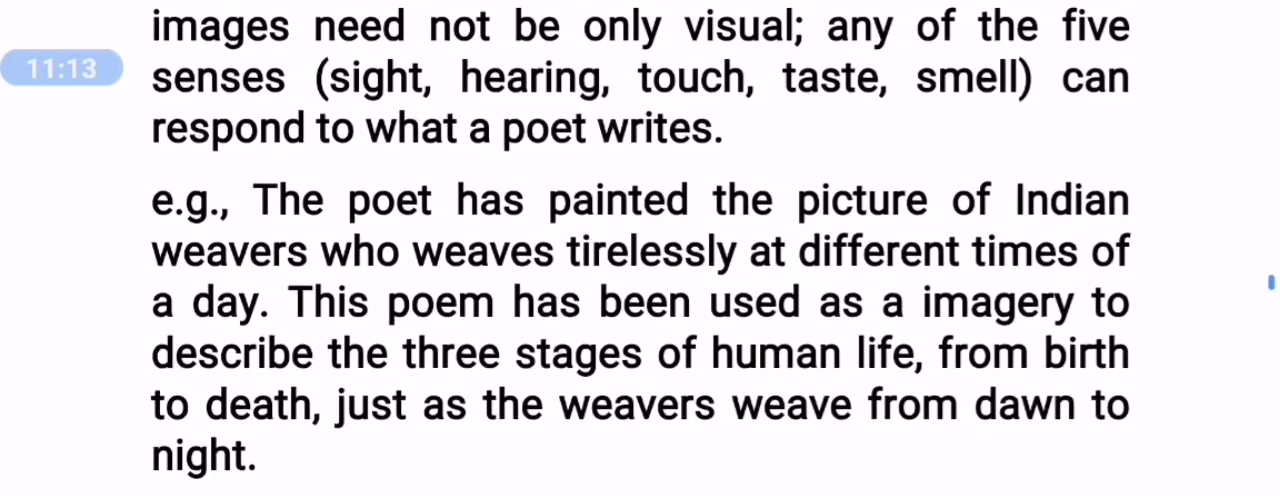 images need not be only visual; any of the five
11:13
senses (sight, hearing, touch, taste, smell) can
respond to what a poet writes.
e.g., The poet has painted the picture of Indian
weavers who weaves tirelessly at different times of
a day. This poem has been used as a imagery to
describe the three stages of human life, from birth
to death, just as the weavers weave from dawn to
night.